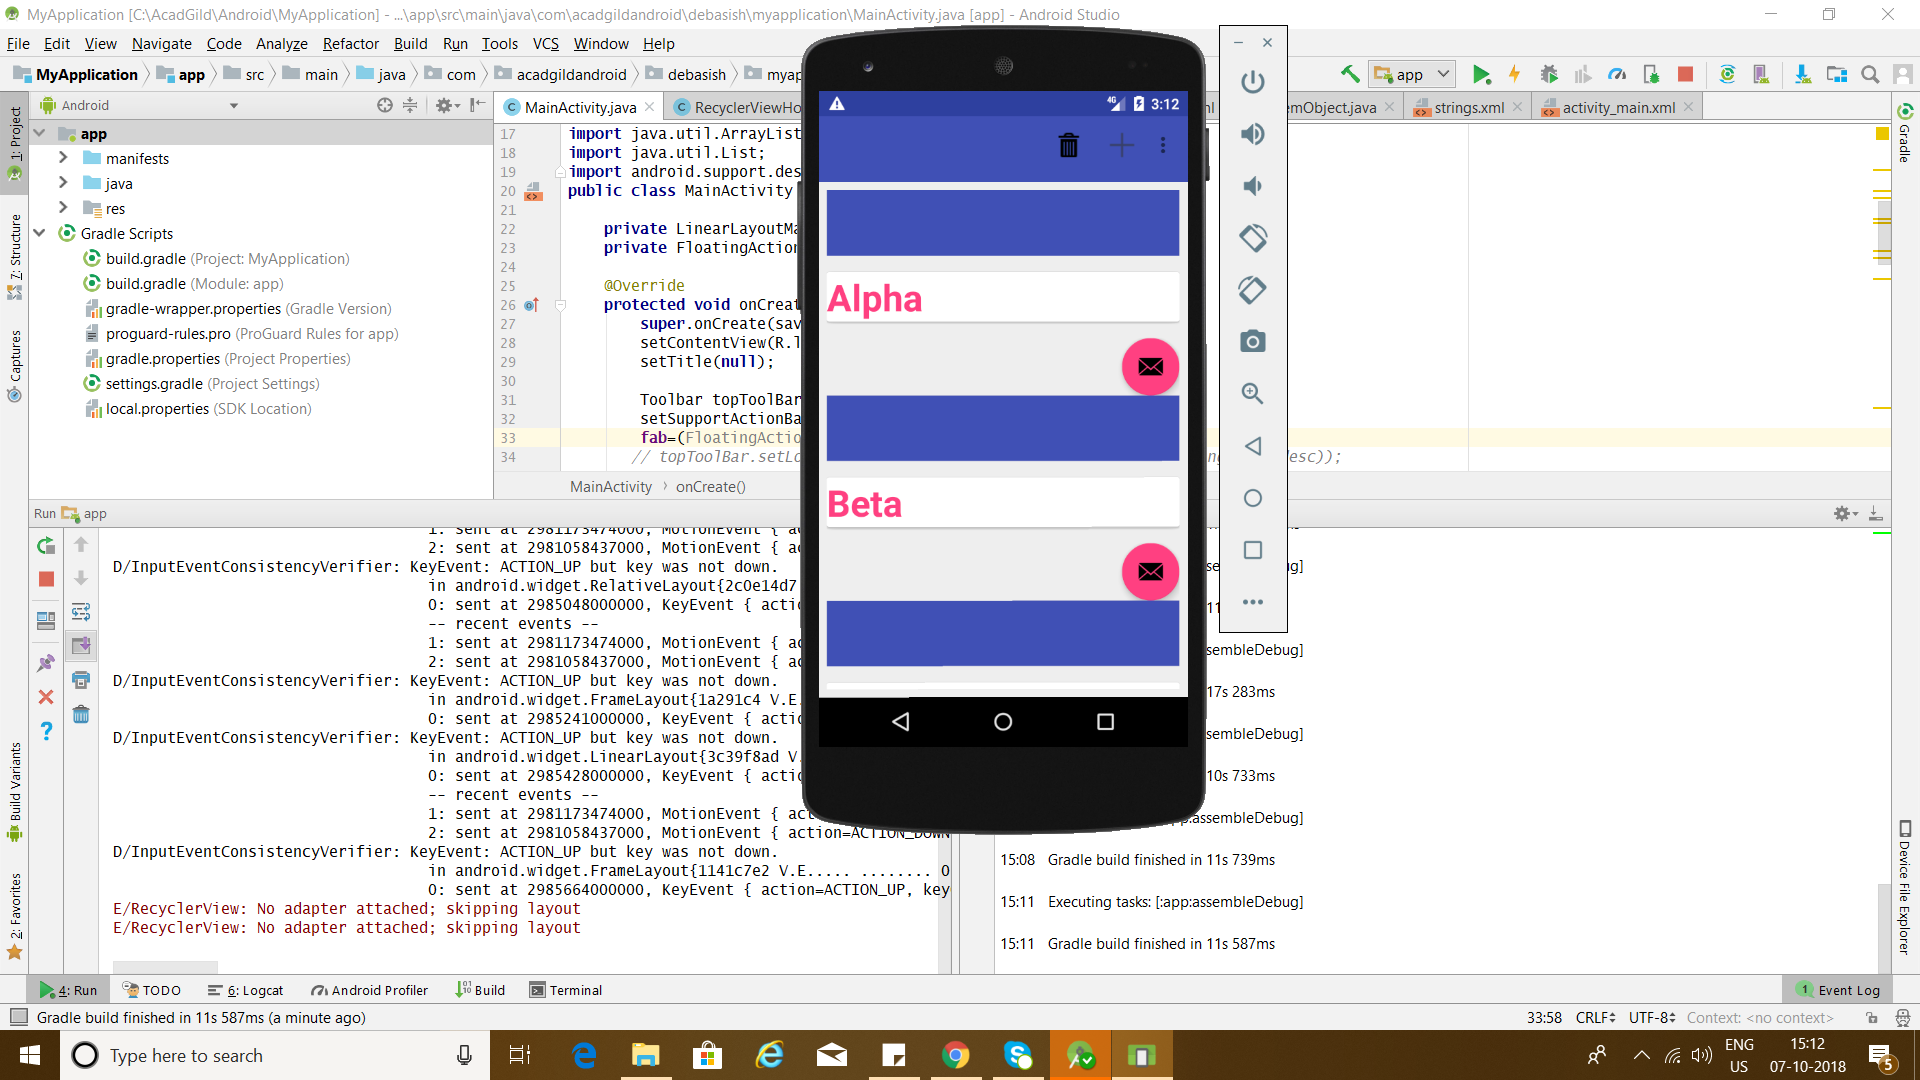 MyApplication [C:\AcadGild\Android\MyApplication] - ...\app\src\main\java\com\acadgildandroid\debasish\myapplication\MainActivity.java [app] - Android Studio
File Edit View Navigate Code Analyze Refactor Build Run Tools VCS Window Help
MyApplication app src main java com acadgildandroid debasish myap
app
Android
MainActivity.java RecyclerViewHo ml emObject.java strings.xml activity_main.xml
1: Project
7: Structure
Captures
Build Variants
2: Favorites
Gradle
Device File Explorer
app
manifests
java
res
Gradle Scripts
build.gradle (Project: MyApplication)
build.gradle (Module: app)
gradle-wrapper.properties (Gradle Version)
proguard-rules.pro (ProGuard Rules for app)
gradle.properties (Project Properties)
settings.gradle (Project Settings)
local.properties (SDK Location)
17 import java.util.ArrayList
18 import java.util.List;
19 import android.support.des
20 public class MainActivity
21
22 private LinearLayoutMa
23 private FloatingAction
24
25 @Override
26 protected void onCreat
27 super.onCreate(sav
28 setContentView(R.l
29 setTitle(null);
30
31 Toolbar topToolBar
32 setSupportActionBa
33 fab=(FloatingActio
34 // topToolBar.setLo ng desc));
MainActivity onCreate()
4G 3:12
Alpha
Beta
Run app
1: sent at 2981173474000, MotionEvent { ac
2: sent at 2981058437000, MotionEvent { ac
D/InputEventConsistencyVerifier: KeyEvent: ACTION_UP but key was not down.
in android.widget.RelativeLayout{2c0e14d7
0: sent at 2985048000000, KeyEvent { actio
-- recent events --
1: sent at 2981173474000, MotionEvent { ac
2: sent at 2981058437000, MotionEvent { ac
D/InputEventConsistencyVerifier: KeyEvent: ACTION_UP but key was not down.
in android.widget.FrameLayout{1a291c4 V.E.
0: sent at 2985241000000, KeyEvent { actio
D/InputEventConsistencyVerifier: KeyEvent: ACTION_UP but key was not down.
in android.widget.LinearLayout{3c39f8ad V.
0: sent at 2985428000000, KeyEvent { actio
-- recent events --
1: sent at 2981173474000, MotionEvent { ac
2: sent at 2981058437000, MotionEvent { action=ACTION_DOWN
D/InputEventConsistencyVerifier: KeyEvent: ACTION_UP but key was not down.
in android.widget.FrameLayout{1141c7e2 V.E..... ........ 0
0: sent at 2985664000000, KeyEvent { action=ACTION_UP, key
E/RecyclerView: No adapter attached; skipping layout
E/RecyclerView: No adapter attached; skipping layout
ssembleDebug]
17s 283ms
ssembleDebug]
10s 733ms
pp:assembleDebug]
15:08 Gradle build finished in 11s 739ms
15:11 Executing tasks: [:app:assembleDebug]
15:11 Gradle build finished in 11s 587ms
4: Run TODO 6: Logcat Android Profiler Build Terminal 1 Event Log
Gradle build finished in 11s 587ms (a minute ago) 33:58 CRLF UTF-8 Context: <no context>
Type here to search
ENG
US
15:12
07-10-2018
5